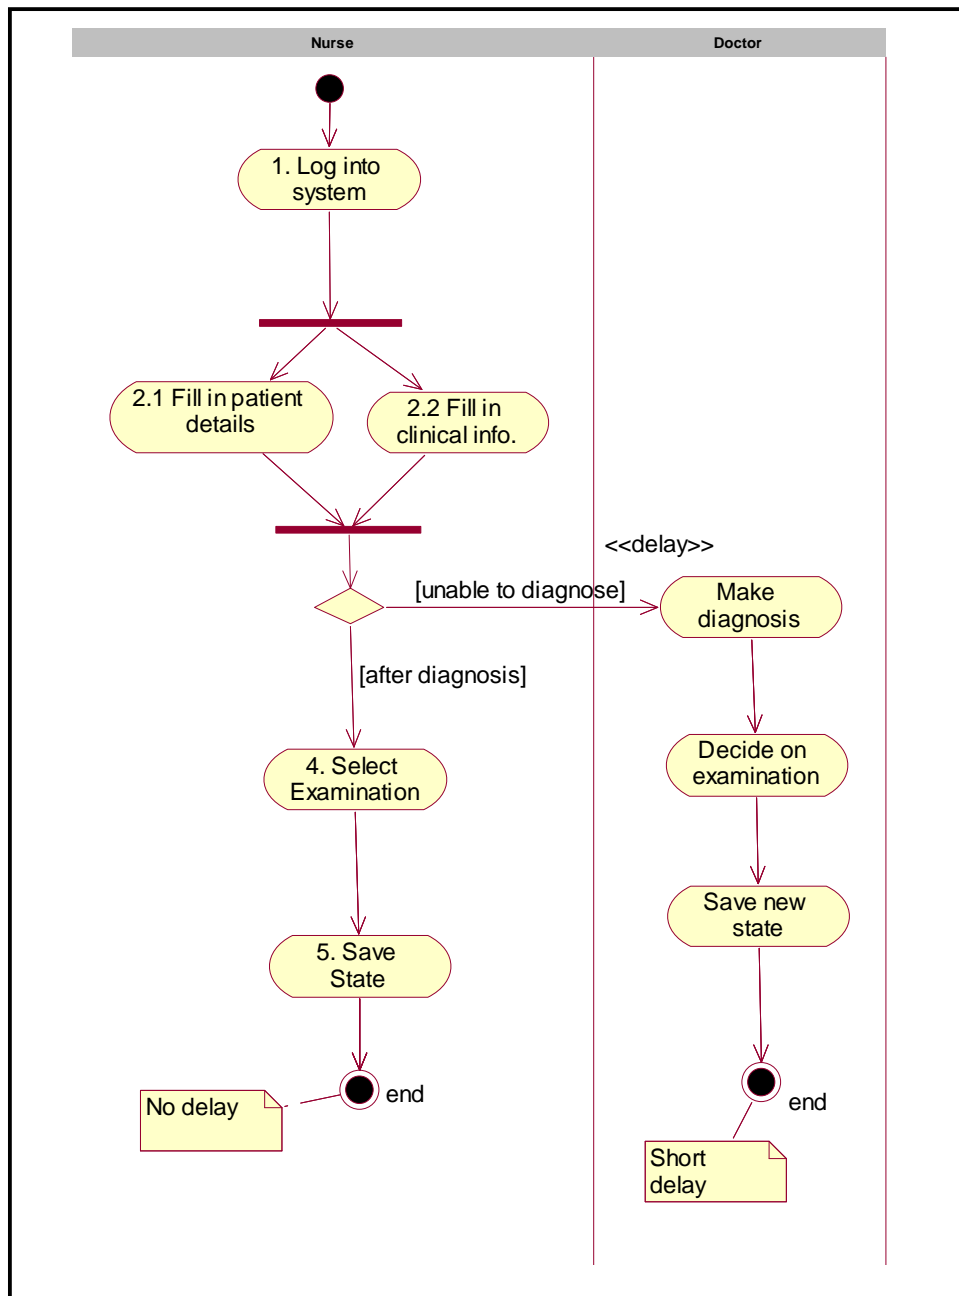 Nurse
Doctor
1. Log into
system
2.1 Fill in patient
details
2.2 Fill in
clinical info.
<<delay>>
[unable to diagnose]
Make
diagnosis
[after diagnosis]
4. Select
Examination
Decide on
examination
Save new
state
5. Save
State
end
No delay
end
Short
delay